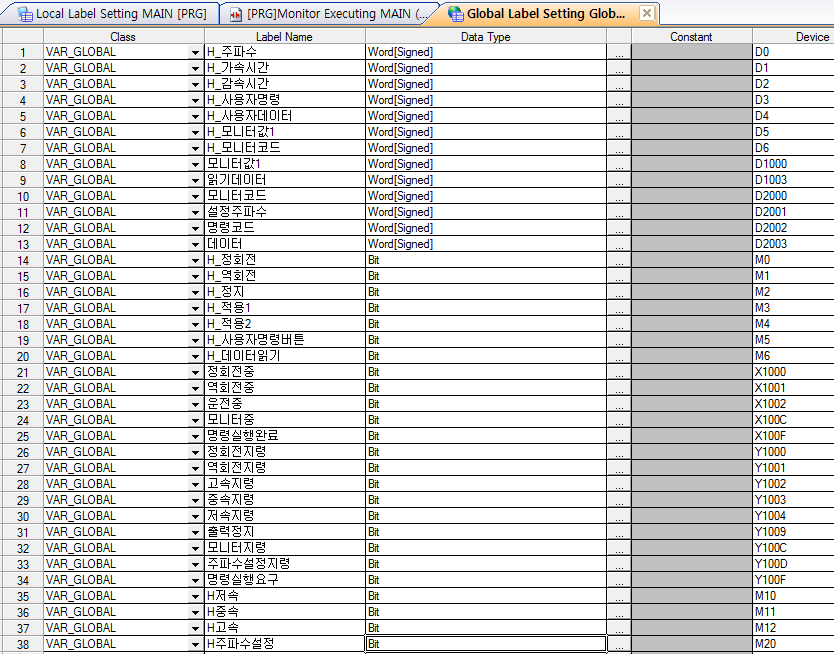 Local Label Setting MAIN [PRG] [PRG]Monitor Executing MAIN (... Global Label Setting Glob...
Class Label Name Data Type Constant Device
1 VAR_GLOBAL H_주파수 Word[Signed] ... D0
2 VAR_GLOBAL H_가속시간 Word[Signed] ... D1
3 VAR_GLOBAL H_감속시간 Word[Signed] ... D2
4 VAR_GLOBAL H_사용자명령 Word[Signed] ... D3
5 VAR_GLOBAL H_사용자데이터 Word[Signed] ... D4
6 VAR_GLOBAL H_모니터값1 Word[Signed] ... D5
7 VAR_GLOBAL H_모니터코드 Word[Signed] ... D6
8 VAR_GLOBAL 모니터값1 Word[Signed] ... D1000
9 VAR_GLOBAL 읽기데이터 Word[Signed] ... D1003
10 VAR_GLOBAL 모니터코드 Word[Signed] ... D2000
11 VAR_GLOBAL 설정주파수 Word[Signed] ... D2001
12 VAR_GLOBAL 명령코드 Word[Signed] ... D2002
13 VAR_GLOBAL 데이터 Word[Signed] ... D2003
14 VAR_GLOBAL H_정회전 Bit ... M0
15 VAR_GLOBAL H_역회전 Bit ... M1
16 VAR_GLOBAL H_정지 Bit ... M2
17 VAR_GLOBAL H_적용1 Bit ... M3
18 VAR_GLOBAL H_적용2 Bit ... M4
19 VAR_GLOBAL H_사용자명령버튼 Bit ... M5
20 VAR_GLOBAL H_데이터읽기 Bit ... M6
21 VAR_GLOBAL 정회전중 Bit ... X1000
22 VAR_GLOBAL 역회전중 Bit ... X1001
23 VAR_GLOBAL 운전중 Bit ... X1002
24 VAR_GLOBAL 모니터중 Bit ... X100C
25 VAR_GLOBAL 명령실행완료 Bit ... X100F
26 VAR_GLOBAL 정회전지령 Bit ... Y1000
27 VAR_GLOBAL 역회전지령 Bit ... Y1001
28 VAR_GLOBAL 고속지령 Bit ... Y1002
29 VAR_GLOBAL 중속지령 Bit ... Y1003
30 VAR_GLOBAL 저속지령 Bit ... Y1004
31 VAR_GLOBAL 출력정지 Bit ... Y1009
32 VAR_GLOBAL 모니터지령 Bit ... Y100C
33 VAR_GLOBAL 주파수설정지령 Bit ... Y100D
34 VAR_GLOBAL 명령실행요구 Bit ... Y100F
35 VAR_GLOBAL H저속 Bit ... M10
36 VAR_GLOBAL H중속 Bit ... M11
37 VAR_GLOBAL H고속 Bit ... M12
38 VAR_GLOBAL H주파수설정 Bit ... M20